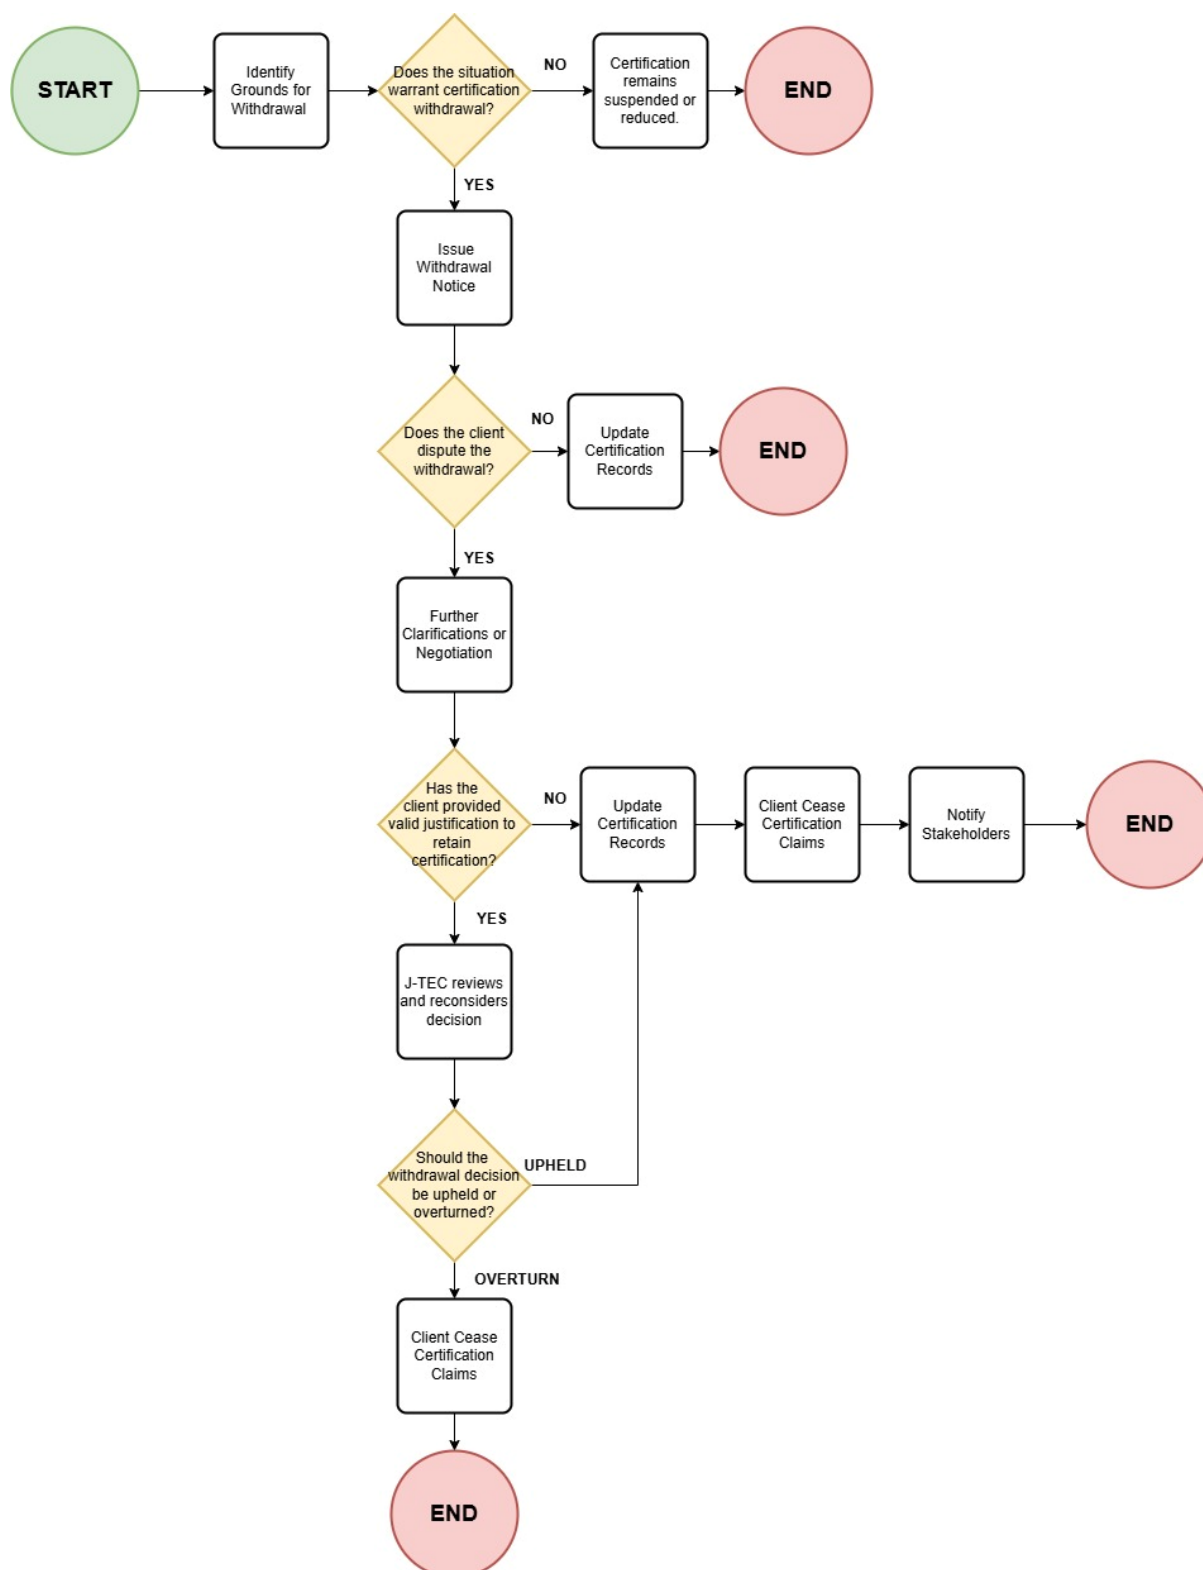 START
Identify
Grounds for
Withdrawal
Does the situation
warrant certification
withdrawal?
NO
Certification
remains
suspended or
reduced.
END
YES
Issue
Withdrawal
Notice
Does the client
dispute the
withdrawal?
NO
Update
Certification
Records
END
YES
Further
Clarifications or
Negotiation
Has the
client provided
valid justification to
retain
certification?
NO
Update
Certification
Records
Client Cease
Certification
Claims
Notify
Stakeholders
END
YES
J-TEC reviews
and reconsiders
decision
Should the
withdrawal decision
be upheld or
overturned?
UPHELD
OVERTURN
Client Cease
Certification
Claims
END